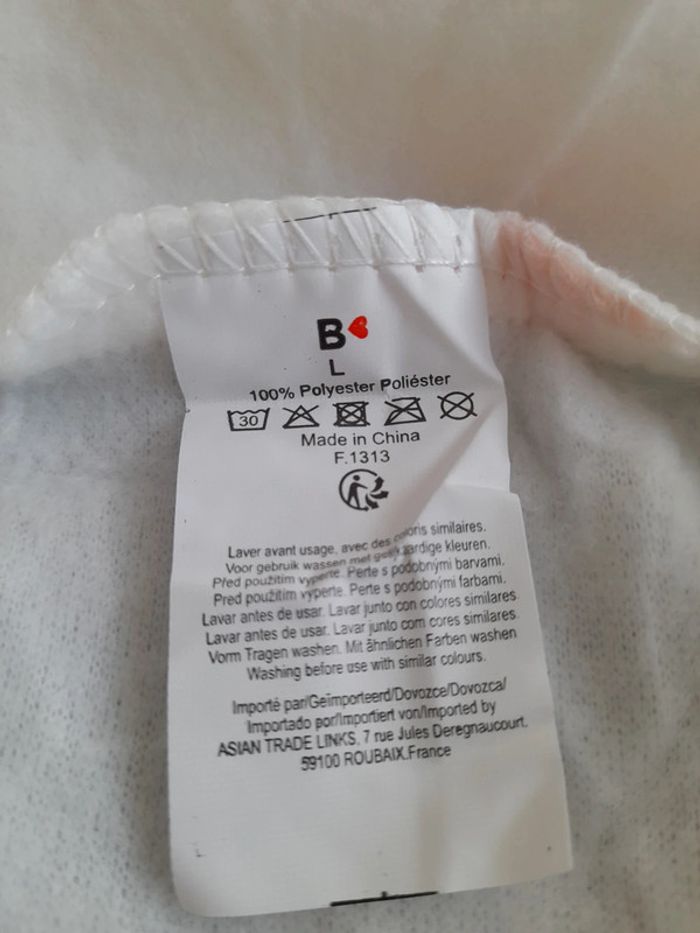 B
L
100% Polyester Poliéster
30
Made in China
F.1313
Laver avant usage, avec des coloris similaires.
Voor gebruik wassen met gelijkaardige kleuren.
Před použitím vyperte. Perte s podobnými barvami.
Pred použitím vyperte. Perte s podobnými farbami.
Lavar antes de usar. Lavar junto con colores similares.
Lavar antes de usar. Lavar junto com cores similares.
Vorm Tragen washen. Mit ähnlichen Farben washen
Washing before use with similar colours.
Importé par/Geïmporteerd/Dovozce/Dovozca/
Importado por/Importiert von/Imported by
ASIAN TRADE LINKS, 7 rue Jules Deregnaucourt.
59100 ROUBAIX.France